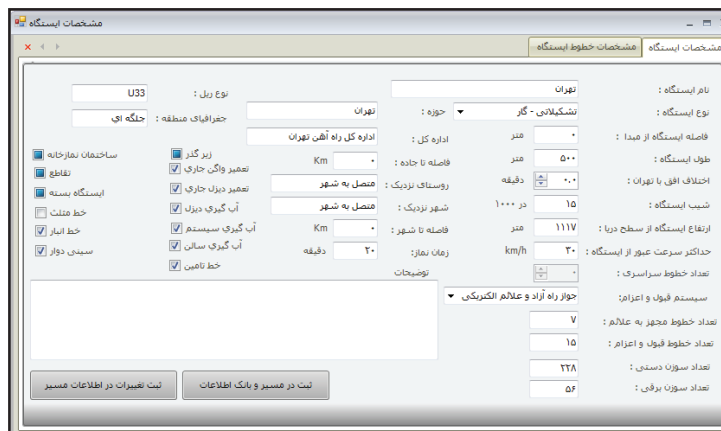 مشخصات ایستگاه
مشخصات ایستگاه
مشخصات خطوط ایستگاه
نام ایستگاه : تهران
نوع ایستگاه : تشکیلاتی - گار
فاصله ایستگاه از مبدا : ۰ متر
طول ایستگاه : ۵۰۰ متر
اختلاف افق با تهران : ۰.۰ دقیقه
شیب ایستگاه : ۱۵ در ۱۰۰۰
ارتفاع ایستگاه از سطح دریا : ۱۱۱۷ متر
حداکثر سرعت عبور از ایستگاه : ۳۰ km/h
تعداد خطوط سراسری : ۰
سیستم قبول و اعزام: جواز راه آزاد و علائم الکتریکی
تعداد خطوط مجهز به علائم : ۷
تعداد خطوط قبول و اعزام : ۱۵
تعداد سوزن دستی : ۲۲۸
تعداد سوزن برقی : ۵۶
حوزه : تهران
اداره کل : اداره کل راه آهن تهران
فاصله تا جاده : ۰ Km
روستای نزدیک : متصل به شهر
شهر نزدیک : متصل به شهر
فاصله تا شهر : ۰ Km
زمان نماز: ۲۰ دقیقه
توضیحات
نوع ریل : U33
جغرافیای منطقه : جلگه ای
زیر گذر
تعمیر واگن جاری
تعمیر دیزل جاری
آب گیری دیزل
آب گیری سیستم
آب گیری سالن
خط تامین
ساختمان نمازخانه
تقاطع
ایستگاه بسته
خط مثلث
خط انبار
سینی دوار
ثبت در مسیر و بانک اطلاعات
ثبت تغییرات در اطلاعات مسیر